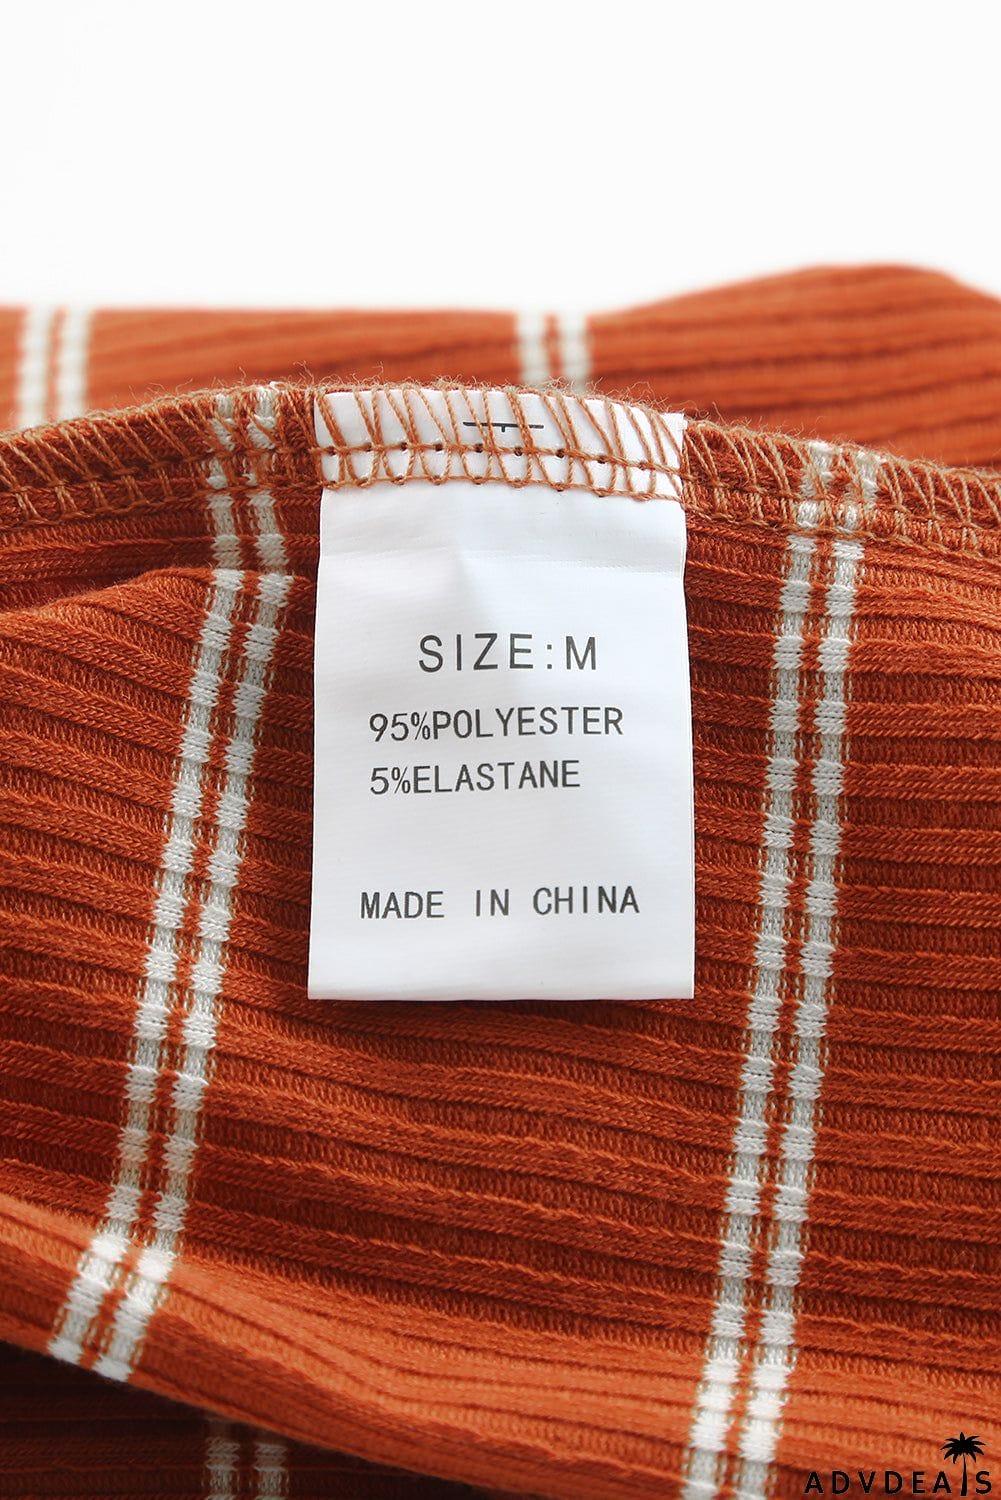 SIZE:M
95%POLYESTER
5%ELASTANE
MADE IN CHINA
ADVDEALS